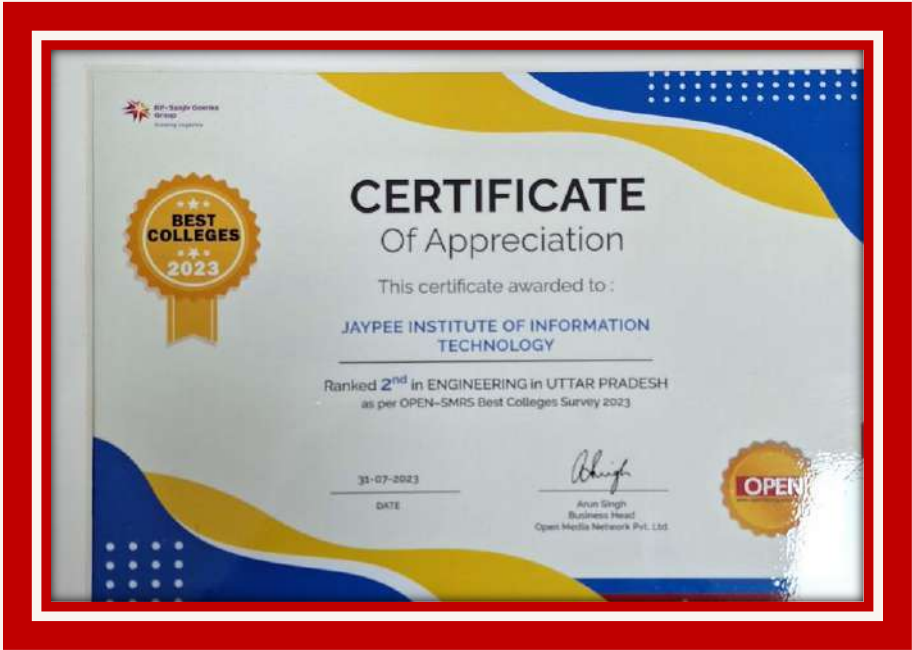 RP-Sanjiv Goenka
Group
Growing Legacies
BEST
COLLEGES
2023
CERTIFICATE
Of Appreciation
This certificate awarded to :
JAYPEE INSTITUTE OF INFORMATION
TECHNOLOGY
Ranked 2nd in ENGINEERING in UTTAR PRADESH
as per OPEN-SMRS Best Colleges Survey 2023
31-07-2023
DATE
Arun Singh
Business Head
Open Media Network Pvt. Ltd.
OPEN